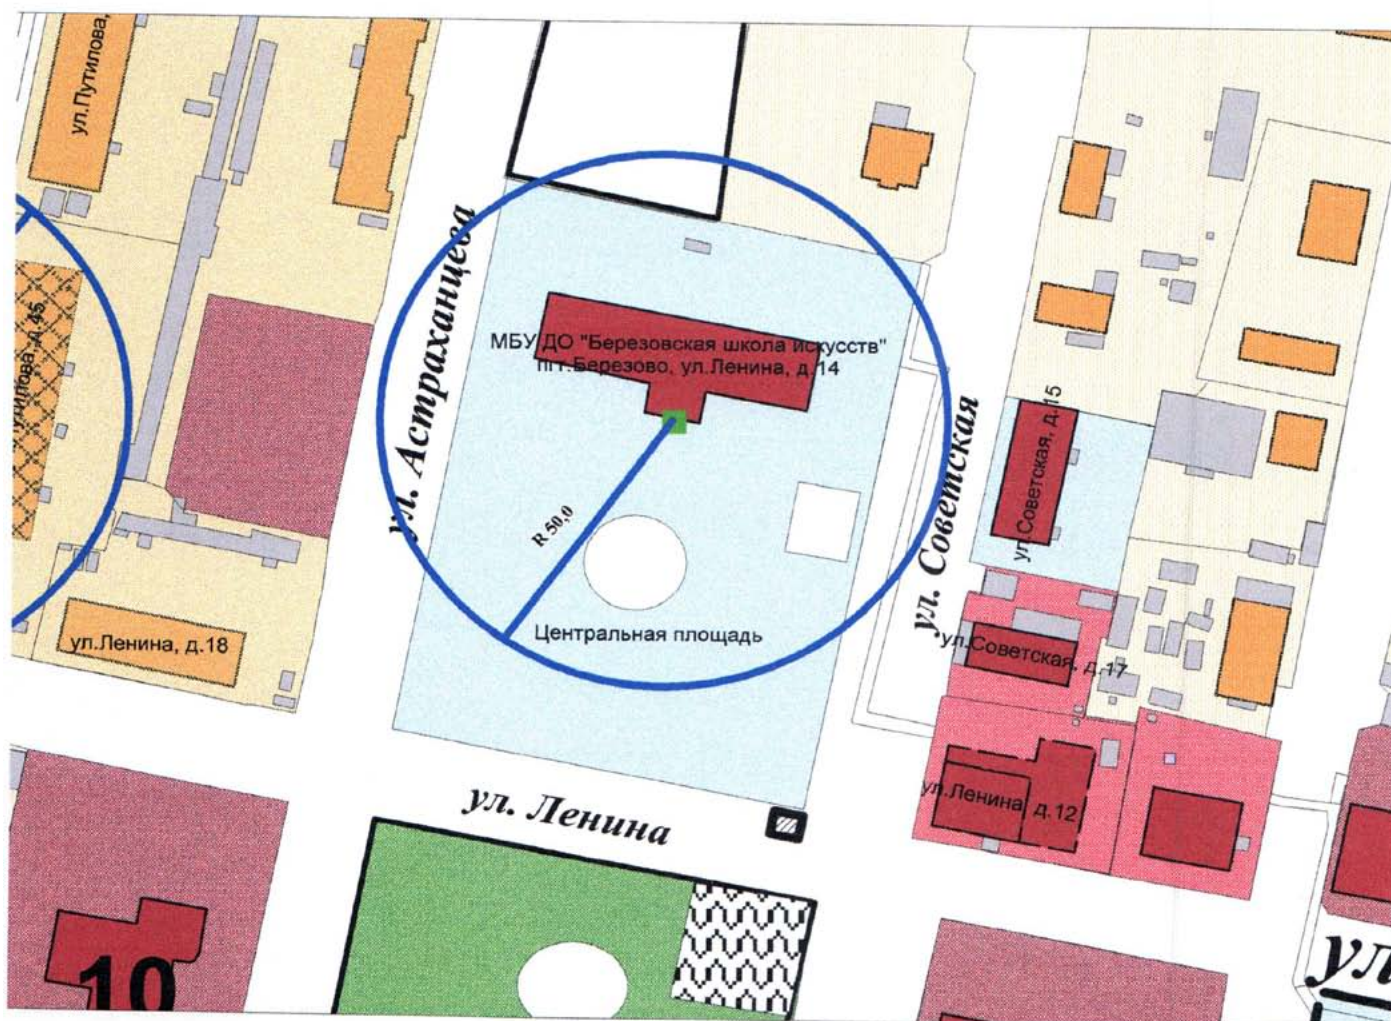 ул.Путилова,
ул. Астраханцева
МБУ ДО "Березовская школа искусств"
пгт.Березово, ул.Ленина, д.14
R 50,0
Центральная площадь
ул. Советская
ул.Советская, д.15
ул.Советская, д.17
ул.Ленина, д.12
ул.Ленина, д.18
ул. Ленина
10
ул